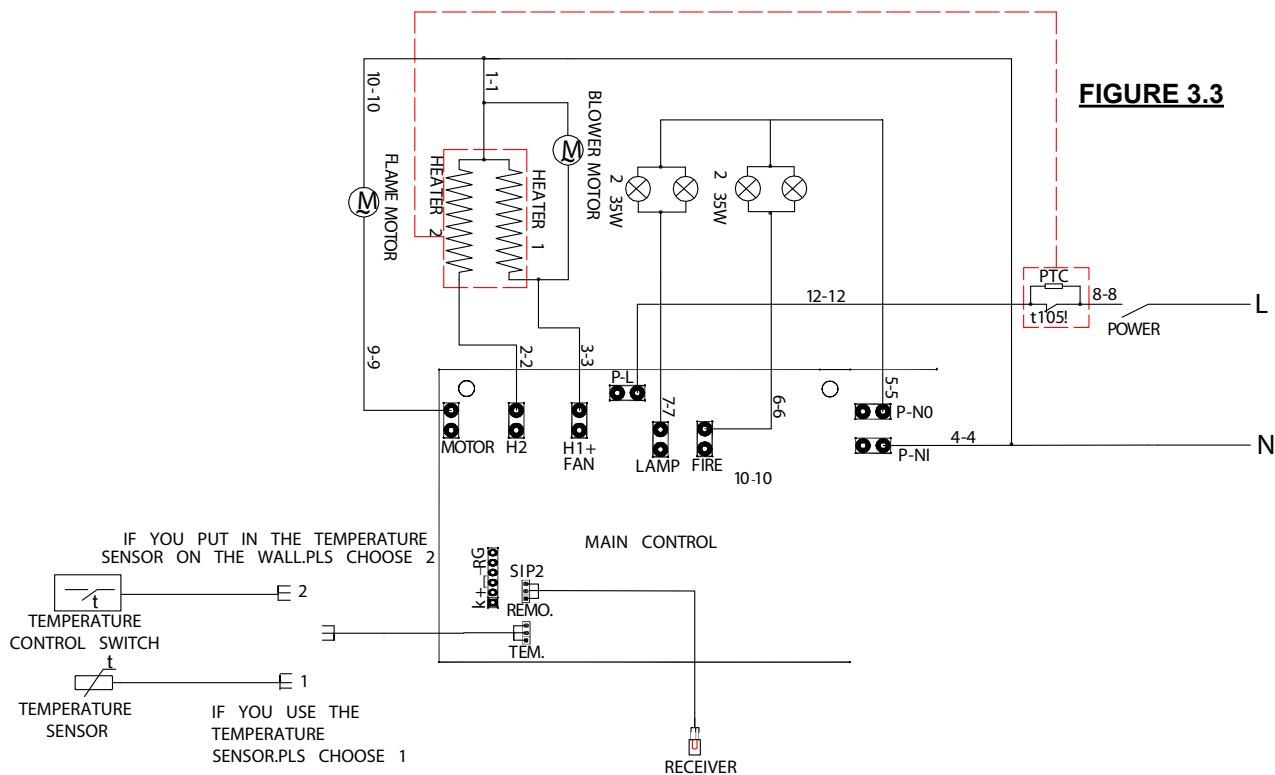 FIGURE 3.3
10-10
1-1
BLOWER MOTOR
M
M
FLAME MOTOR
HEATER 2
HEATER 1
2 35W
2 35W
PTC
t105!
12-12
8-8
POWER
L
9-9
2-2
3-3
P-L
7-7
6-6
5-5
P-N0
MOTOR
H2
H1+
FAN
LAMP
FIRE
10-10
P-NI
4-4
N
IF YOU PUT IN THE TEMPERATURE
SENSOR ON THE WALL.PLS CHOOSE 2
MAIN CONTROL
k+-RG
SIP2
REMO.
TEM.
t
2
TEMPERATURE
CONTROL SWITCH
t
1
TEMPERATURE
SENSOR
IF YOU USE THE
TEMPERATURE
SENSOR.PLS CHOOSE 1
RECEIVER